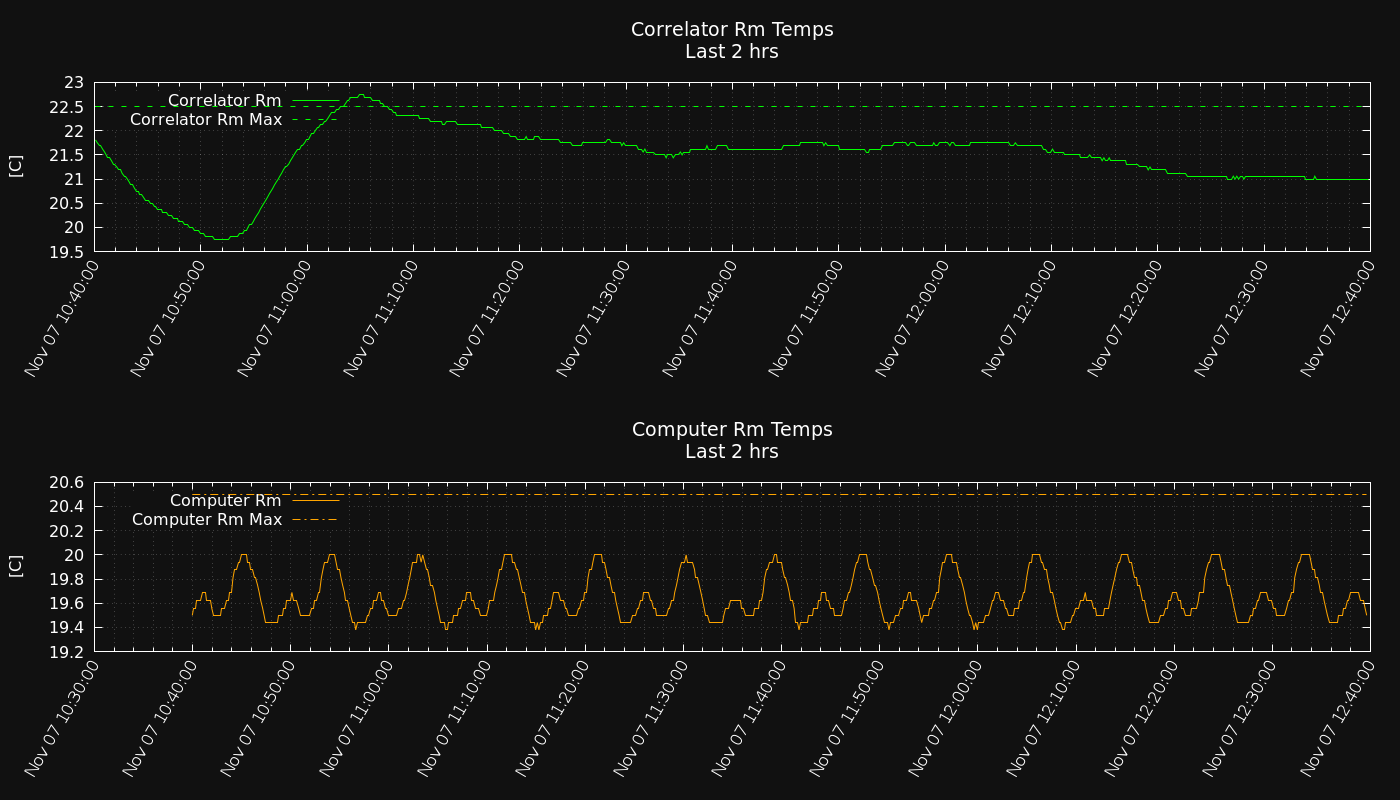 Correlator Rm Temps
Last 2 hrs
23
22.5
22
21.5
21
20.5
20
19.5
[C]
Correlator Rm
Correlator Rm Max
Nov 07 10:40:00
Nov 07 10:50:00
Nov 07 11:00:00
Nov 07 11:10:00
Nov 07 11:20:00
Nov 07 11:30:00
Nov 07 11:40:00
Nov 07 11:50:00
Nov 07 12:00:00
Nov 07 12:10:00
Nov 07 12:20:00
Nov 07 12:30:00
Nov 07 12:40:00
Computer Rm Temps
Last 2 hrs
20.6
20.4
20.2
20
19.8
19.6
19.4
19.2
[C]
Computer Rm
Computer Rm Max
Nov 07 10:30:00
Nov 07 10:40:00
Nov 07 10:50:00
Nov 07 11:00:00
Nov 07 11:10:00
Nov 07 11:20:00
Nov 07 11:30:00
Nov 07 11:40:00
Nov 07 11:50:00
Nov 07 12:00:00
Nov 07 12:10:00
Nov 07 12:20:00
Nov 07 12:30:00
Nov 07 12:40:00